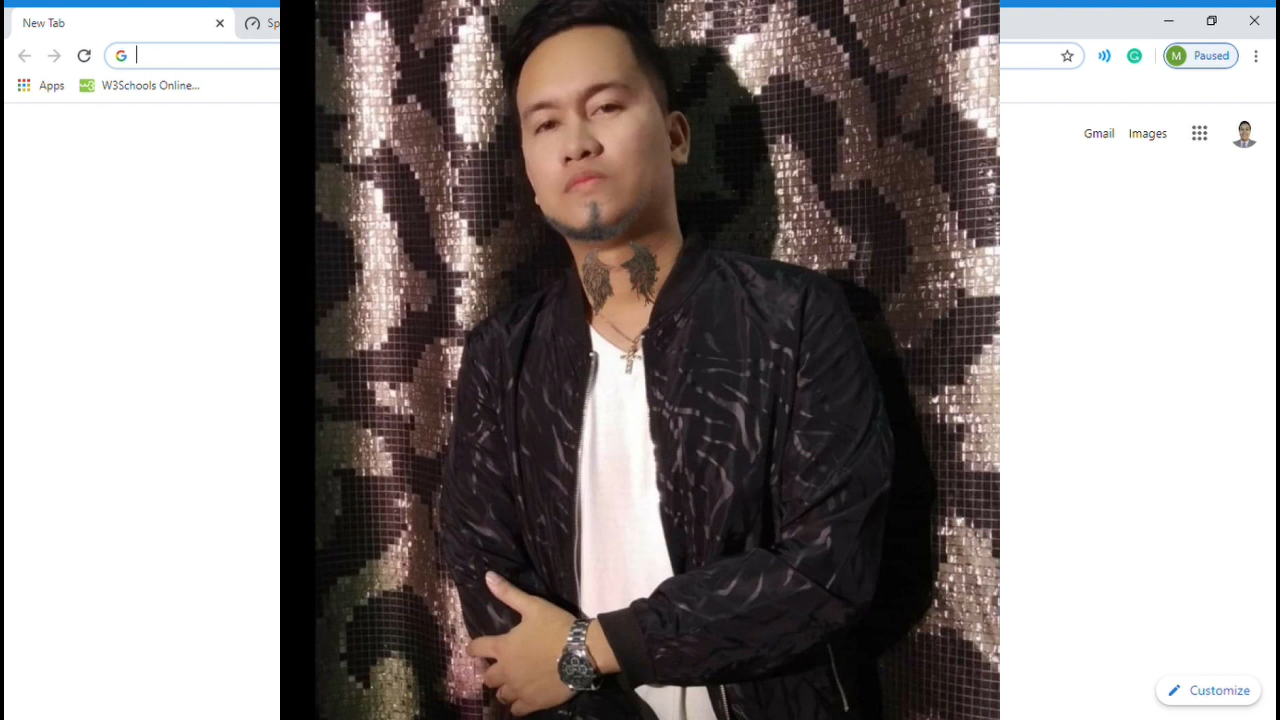 New Tab
Sp
Apps
W3Schools Online...
M
Paused
Gmail
Images
Customize